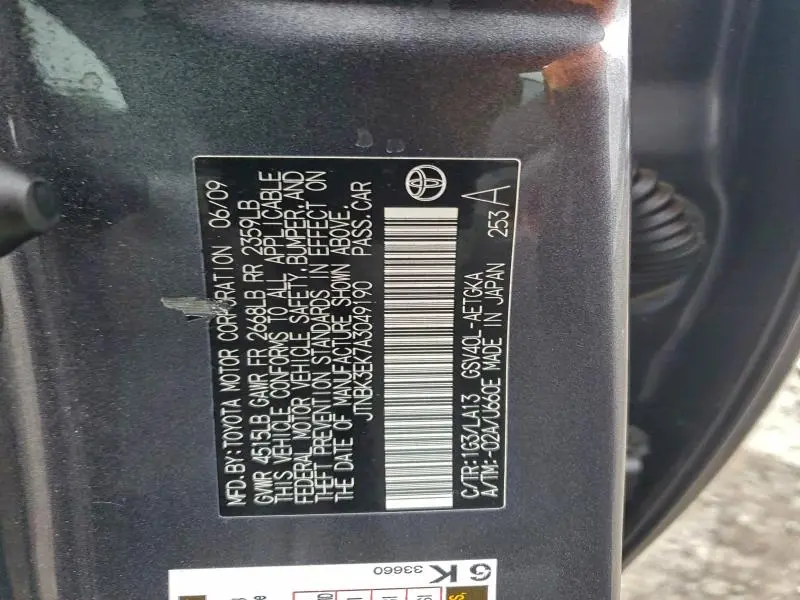 MFD. BY: TOYOTA MOTOR CORPORATION 06/09
GVWR 4515LB GAWR FR 2668LB RR 2359LB
THIS VEHICLE CONFORMS TO ALL APPLICABLE
FEDERAL MOTOR VEHICLE SAFETY, BUMPER, AND
THEFT PREVENTION STANDARDS IN EFFECT ON
THE DATE OF MANUFACTURE SHOWN ABOVE.
JTNBK3EK7A3049190 PASS. CAR
C/TR: 1G3/LA13 GSV40L-AETGKA 253 A
A/TM: -02A/U660E MADE IN JAPAN
G K
33660